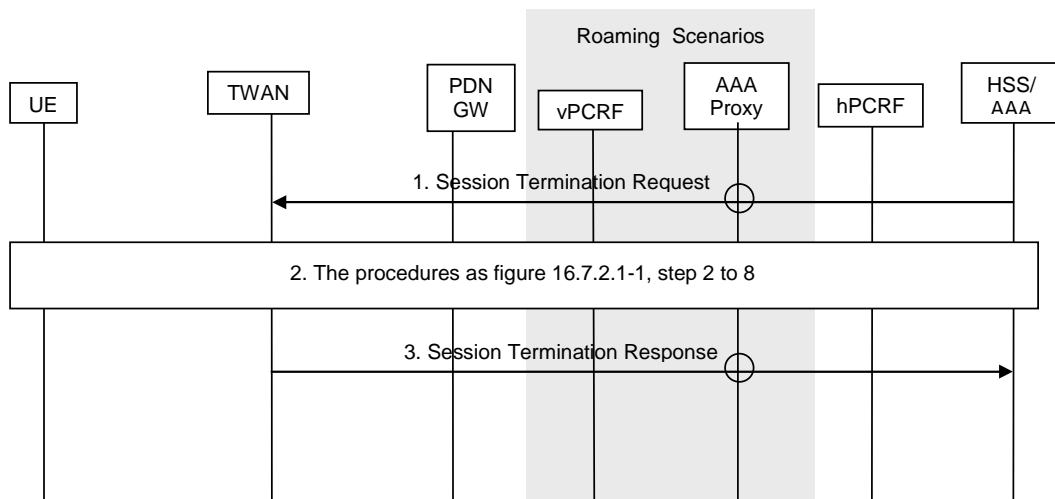 Roaming Scenarios
UE
TWAN
PDN
GW
vPCRF
AAA
Proxy
hPCRF
HSS/
AAA
1. Session Termination Request
2. The procedures as figure 16.7.2.1-1, step 2 to 8
3. Session Termination Response